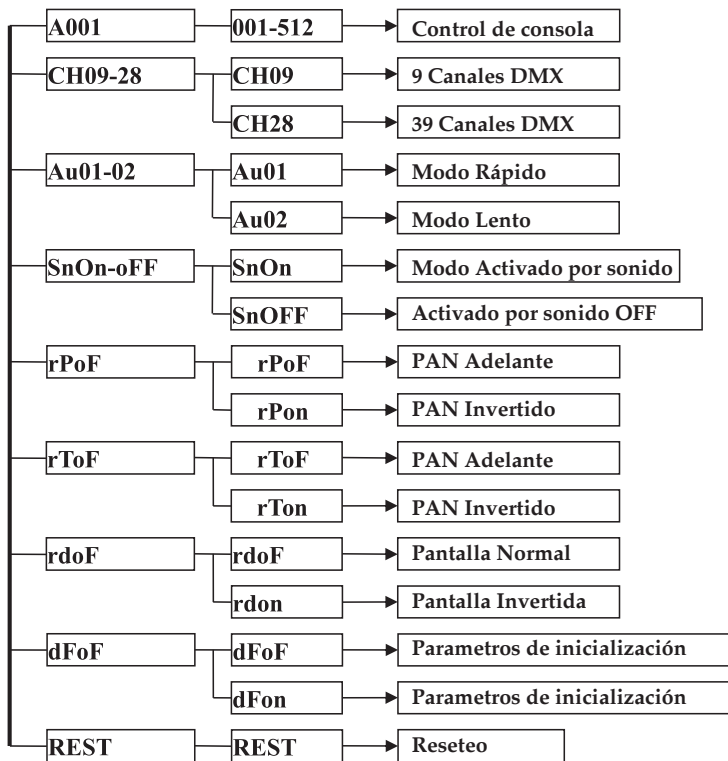 A001 001-512 Control de consola
CH09-28 CH09 9 Canales DMX
CH28 39 Canales DMX
Au01-02 Au01 Modo Rápido
Au02 Modo Lento
SnOn-oFF SnOn Modo Activado por sonido
SnOFF Activado por sonido OFF
rPoF rPoF PAN Adelante
rPon PAN Invertido
rToF rToF PAN Adelante
rTon PAN Invertido
rdoF rdoF Pantalla Normal
rdon Pantalla Invertida
dFoF dFoF Parametros de inicialización
dFon Parametros de inicialización
REST REST Reseteo